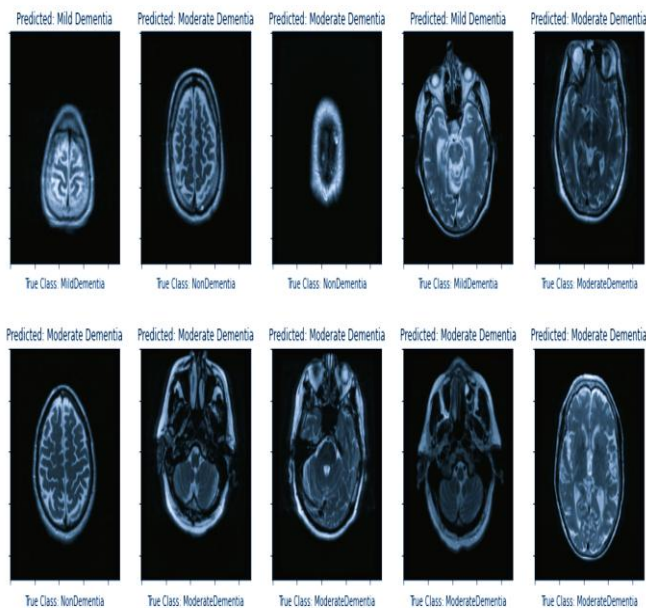 Predicted: Mild Dementia
Predicted: Moderate Dementia
Predicted: Moderate Dementia
Predicted: Mild Dementia
Predicted: Moderate Dementia
True Class: MildDementia
True Class: NonDementia
True Class: NonDementia
True Class: MildDementia
True Class: ModerateDementia
Predicted: Moderate Dementia
Predicted: Moderate Dementia
Predicted: Moderate Dementia
Predicted: Moderate Dementia
Predicted: Moderate Dementia
True Class: NonDementia
True Class: ModerateDementia
True Class: ModerateDementia
True Class: ModerateDementia
True Class: ModerateDementia